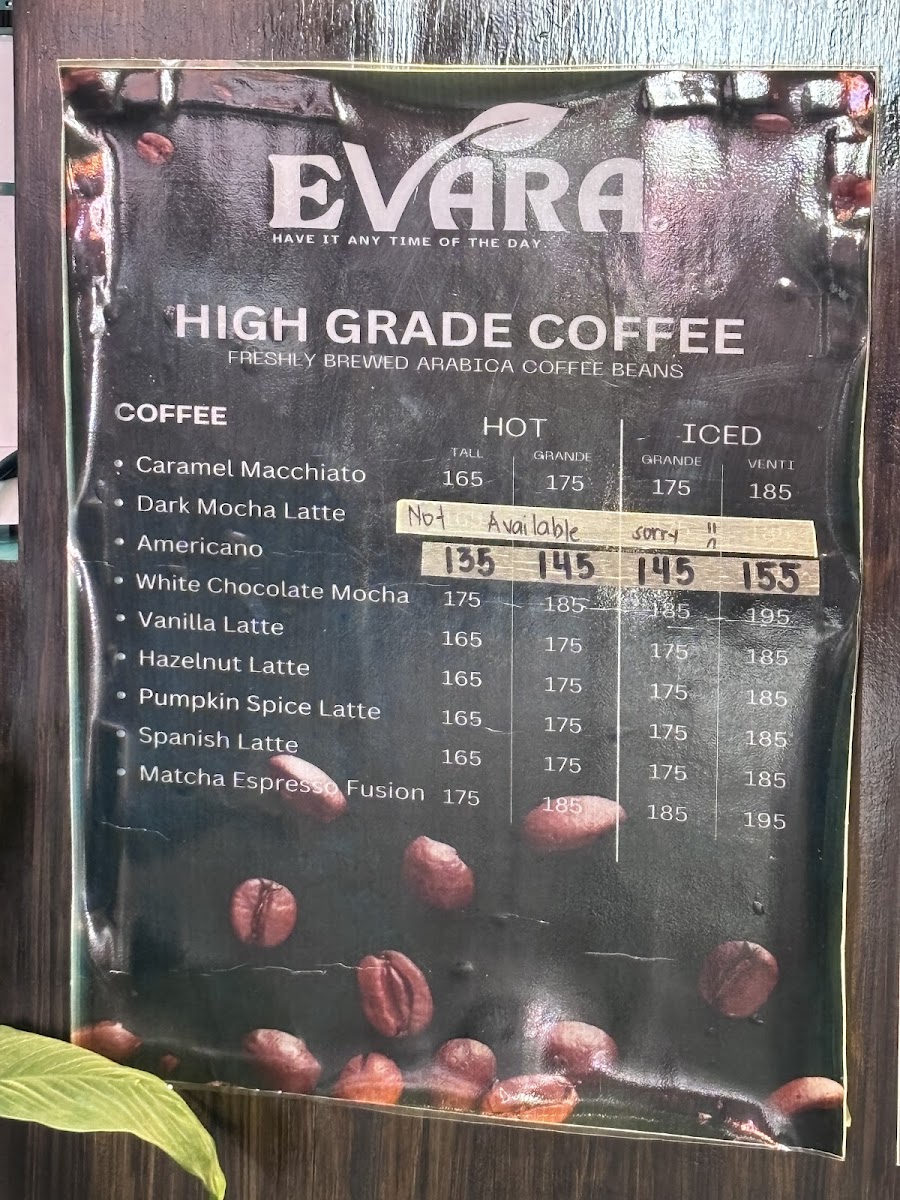 EVARA
HAVE IT ANY TIME OF THE DAY
HIGH GRADE COFFEE
FRESHLY BREWED ARABICA COFFEE BEANS
COFFEE HOT ICED
TALL GRANDE GRANDE VENTI
• Caramel Macchiato 165 175 175 185
• Dark Mocha Latte Not Available sorry
• Americano 135 145 145 155
• White Chocolate Mocha 175 185 185 195
• Vanilla Latte 165 175 175 185
• Hazelnut Latte 165 175 175 185
• Pumpkin Spice Latte 165 175 175 185
• Spanish Latte 165 175 175 185
• Matcha Espresso Fusion 175 185 185 195